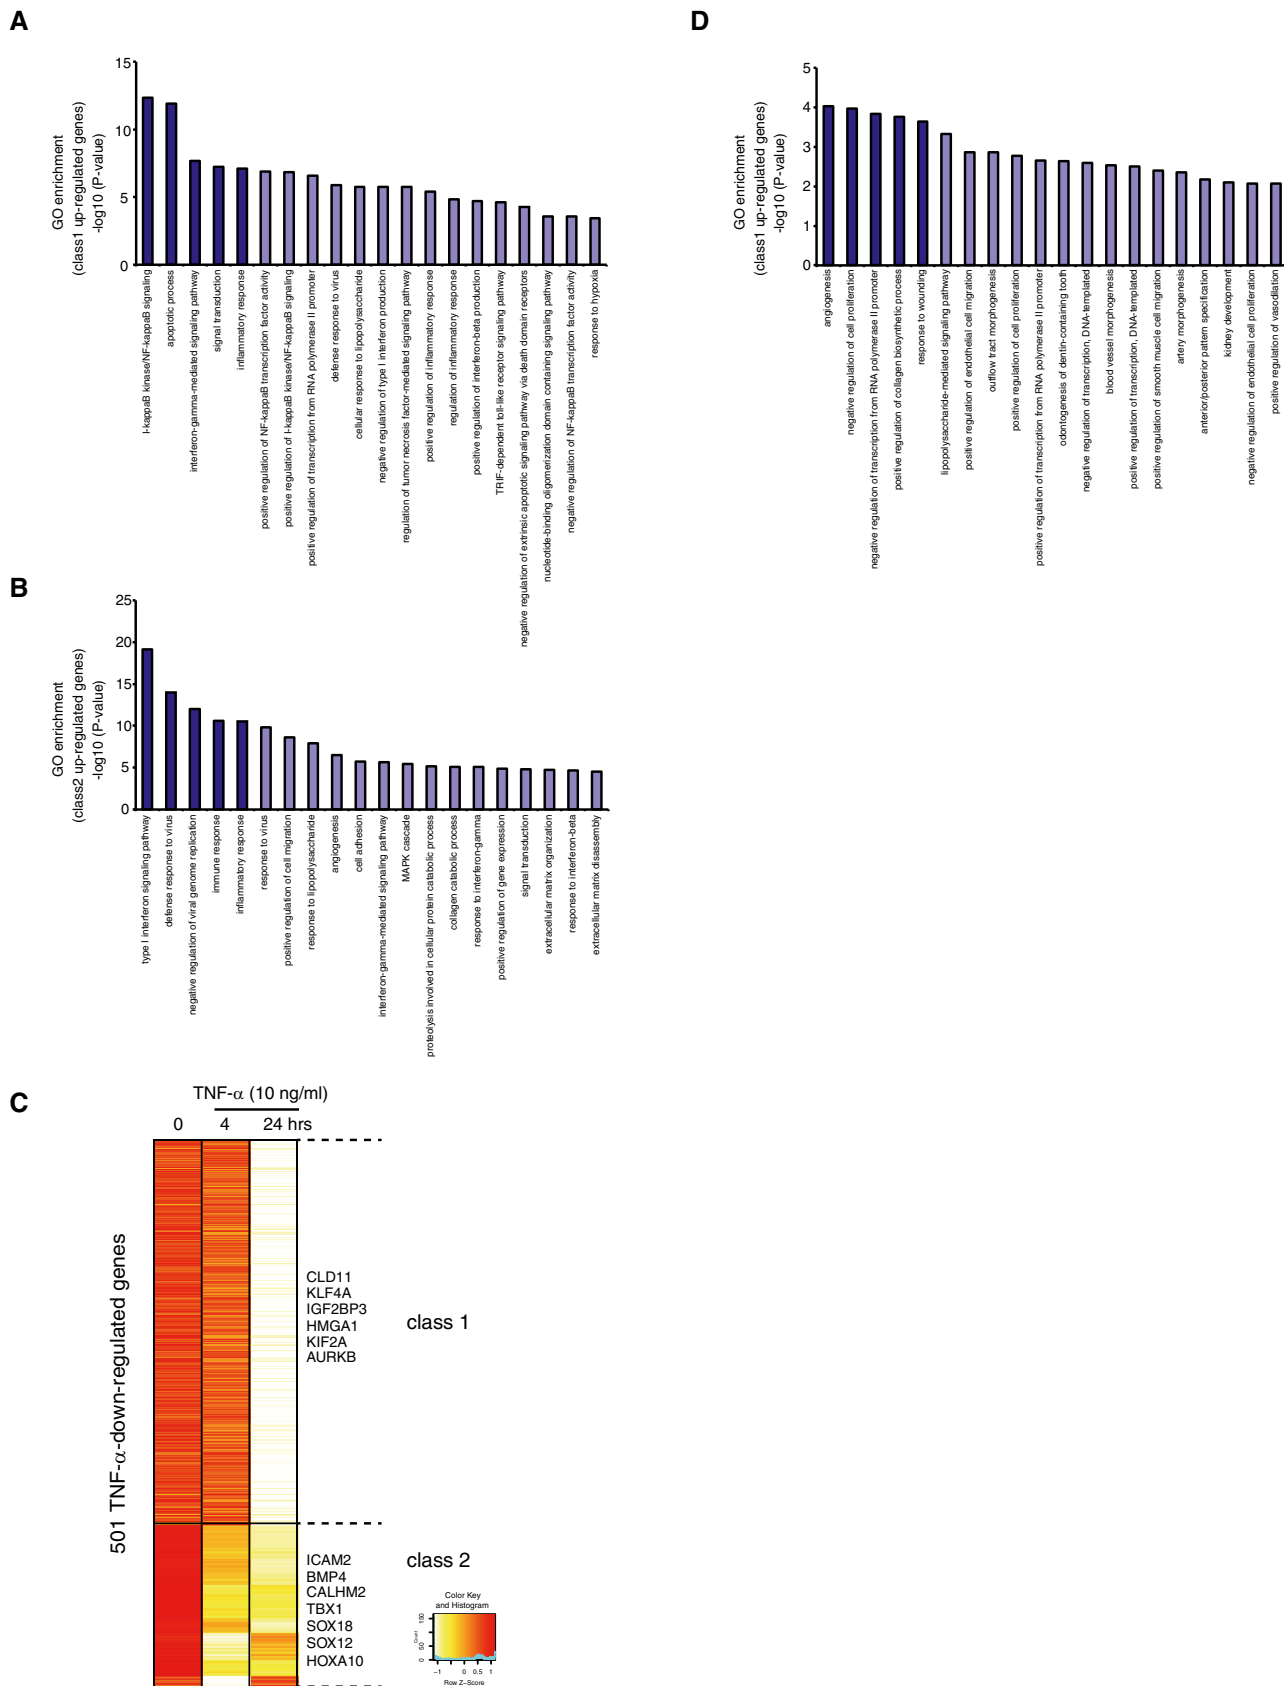 A
GO enrichment
(class1 up-regulated genes)
-log10 (P-value)
15
10
5
0
I-kappaB kinase/NF-kappaB signaling
apoptotic process
interferon-gamma-mediated signaling pathway
signal transduction
inflammatory response
positive regulation of NF-kappaB transcription factor activity
positive regulation of I-kappaB kinase/NF-kappaB signaling
positive regulation of transcription from RNA polymerase II promoter
defense response to virus
cellular response to lipopolysaccharide
negative regulation of type I interferon production
regulation of tumor necrosis factor-mediated signaling pathway
positive regulation of inflammatory response
regulation of inflammatory response
positive regulation of interferon-beta production
TRIF-dependent toll-like receptor signaling pathway
negative regulation of extrinsic apoptotic signaling pathway via death domain receptors
nucleotide-binding oligomerization domain containing signaling pathway
negative regulation of NF-kappaB transcription factor activity
response to hypoxia
D
GO enrichment
(class1 up-regulated genes)
-log10 (P-value)
5
4
3
2
1
0
angiogenesis
negative regulation of cell proliferation
negative regulation of transcription from RNA polymerase II promoter
positive regulation of collagen biosynthetic process
response to wounding
lipopolysaccharide-mediated signaling pathway
positive regulation of endothelial cell migration
outflow tract morphogenesis
positive regulation of cell proliferation
positive regulation of transcription from RNA polymerase II promoter
odontogenesis of dentin-containing tooth
negative regulation of transcription, DNA-templated
blood vessel morphogenesis
positive regulation of transcription, DNA-templated
positive regulation of smooth muscle cell migration
artery morphogenesis
anterior/posterior pattern specification
kidney development
negative regulation of endothelial cell proliferation
positive regulation of vasodilation
B
GO enrichment
(class2 up-regulated genes)
-log10 (P-value)
25
20
15
10
5
0
type I interferon signaling pathway
defense response to virus
negative regulation of viral genome replication
immune response
inflammatory response
response to virus
positive regulation of cell migration
response to lipopolysaccharide
angiogenesis
cell adhesion
interferon-gamma-mediated signaling pathway
MAPK cascade
proteolysis involved in cellular protein catabolic process
collagen catabolic process
response to interferon-gamma
positive regulation of gene expression
signal transduction
extracellular matrix organization
response to interferon-beta
extracellular matrix disassembly
C
TNF-α (10 ng/ml)
0 4 24 hrs
501 TNF-α-down-regulated genes
CLD11
KLF4A
IGF2BP3
HMGA1
KIF2A
AURKB
class 1
ICAM2
BMP4
CALHM2
TBX1
SOX18
SOX12
HOXA10
class 2
Color Key
and Histogram
Count
0 50 150
-1 0 0.5 1
Row Z-Score